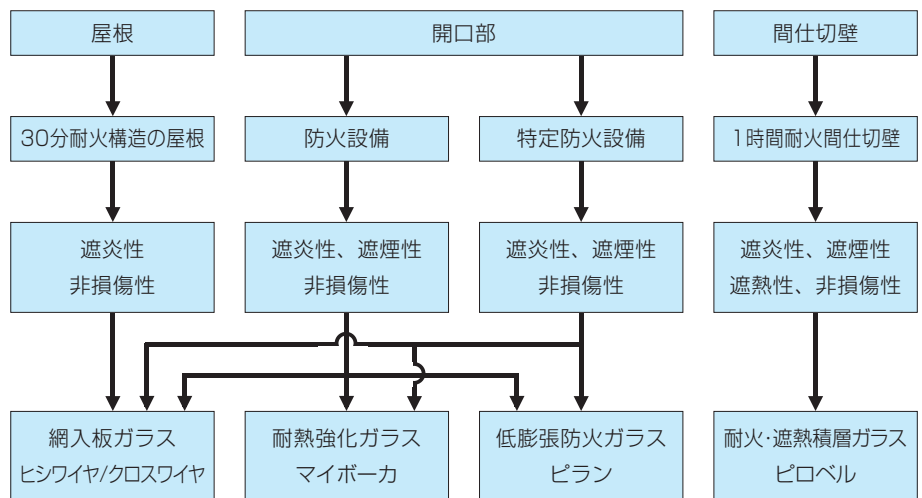 屋根
開口部
間仕切壁
30分耐火構造の屋根
防火設備
特定防火設備
1時間耐火間仕切壁
遮炎性
非損傷性
遮炎性、遮煙性
非損傷性
遮炎性、遮煙性
非損傷性
遮炎性、遮煙性
遮熱性、非損傷性
網入板ガラス
ヒシワイヤ/クロスワイヤ
耐熱強化ガラス
マイボーカ
低膨張防火ガラス
ピラン
耐火・遮熱積層ガラス
ピロベル